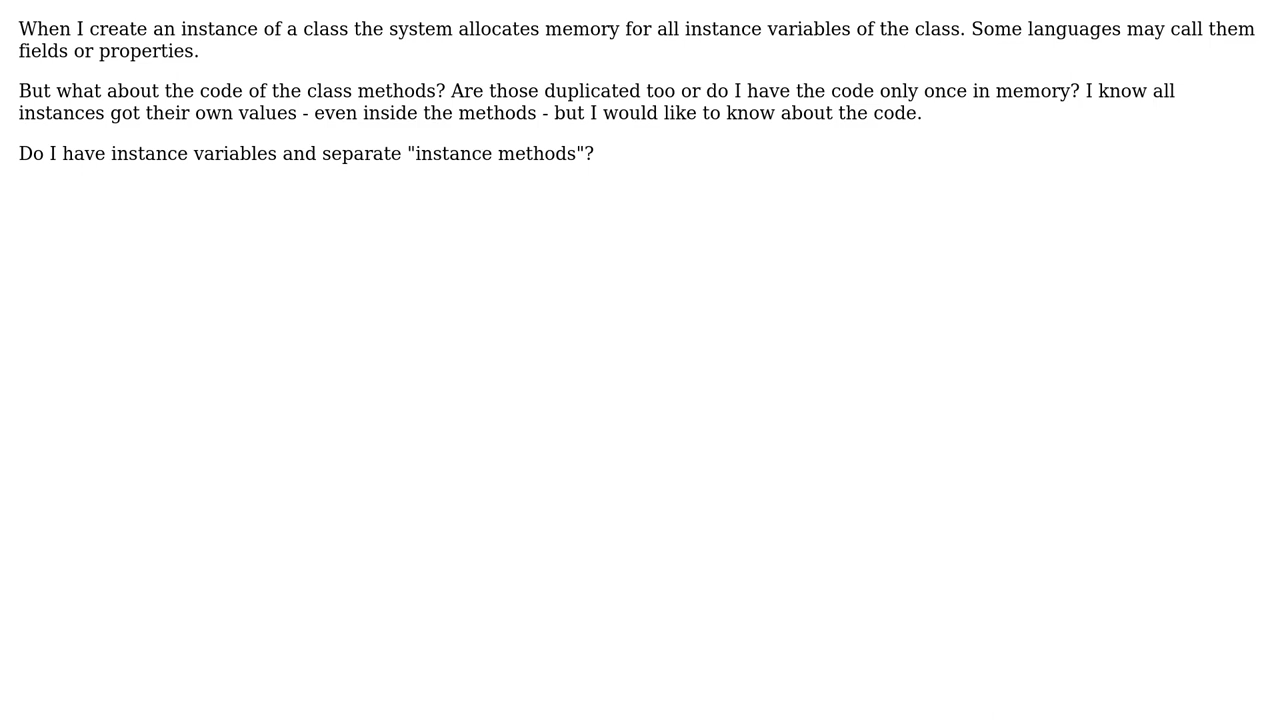 When I create an instance of a class the system allocates memory for all instance variables of the class. Some languages may call them
fields or properties.
But what about the code of the class methods? Are those duplicated too or do I have the code only once in memory? I know all
instances got their own values - even inside the methods - but I would like to know about the code.
Do I have instance variables and separate "instance methods"?